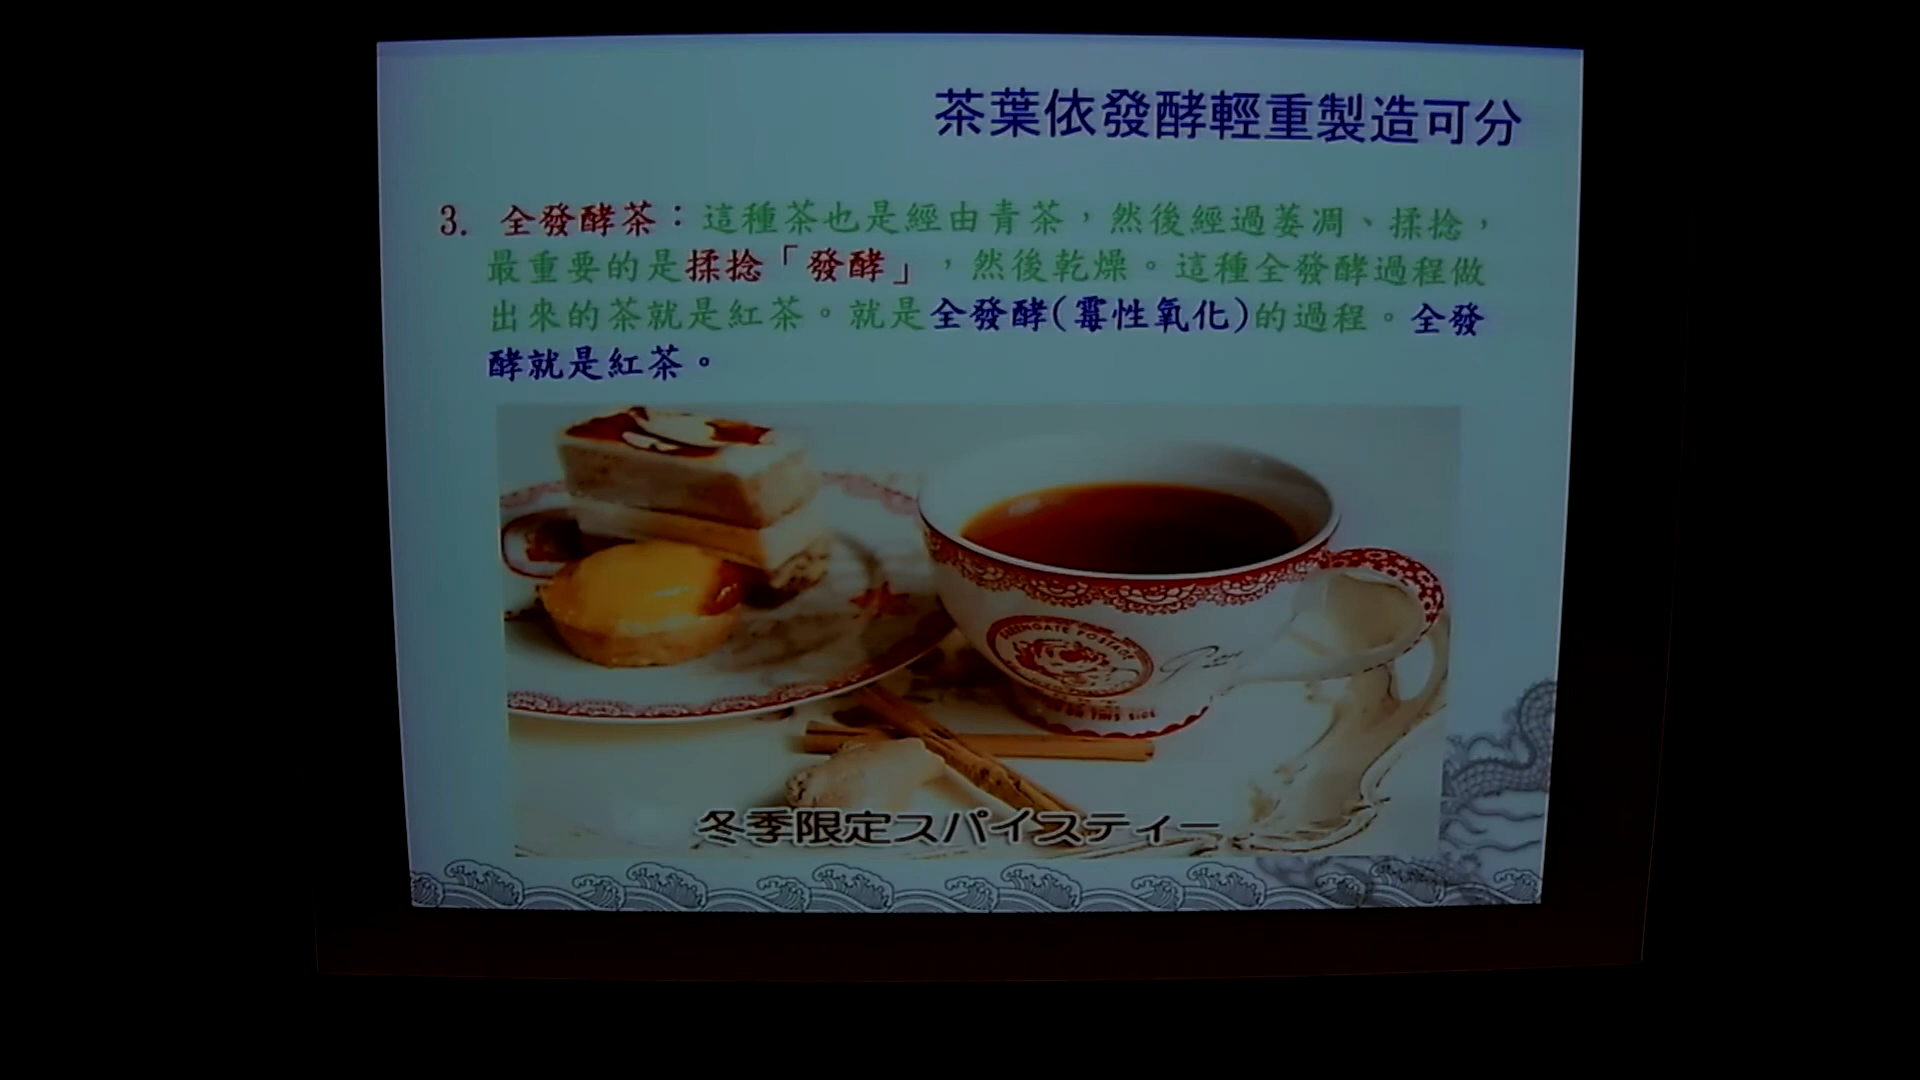 茶葉依發酵輕重製造可分
3. 全發酵茶：這種茶也是經由青茶，然後經過萎凋、揉捻，
最重要的是揉捻「發酵」，然後乾燥。這種全發酵過程做
出來的茶就是紅茶。就是全發酵(霉性氧化)的過程。全發
酵就是紅茶。
GREENGATE POSTAGE
THIS SIDE
冬季限定スパイスティー